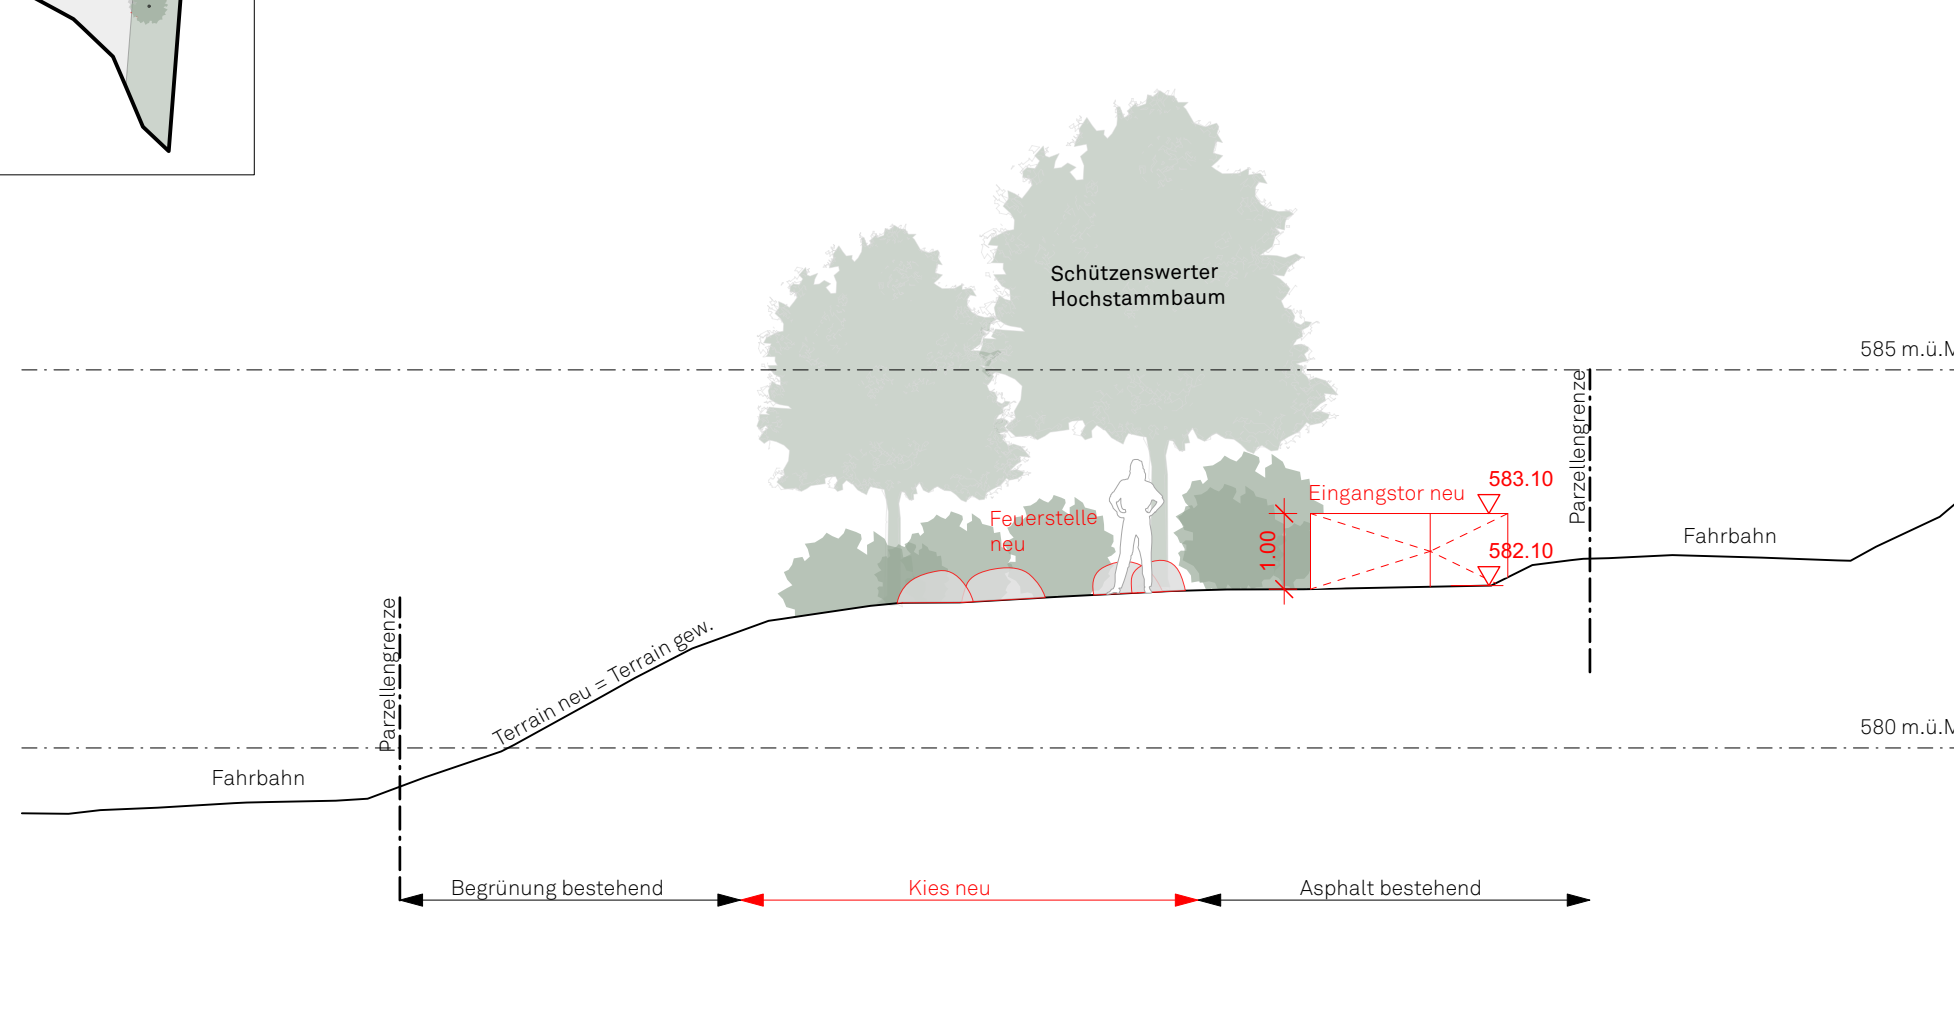 Schützenswerter
Hochstammbaum
585 m.ü.M
Parzellengrenze
583.10
Eingangstor neu
Feuerstelle
neu
1.00
582.10
Fahrbahn
Parzellengrenze
Terrain neu = Terrain gew.
580 m.ü.M
Fahrbahn
Begrünung bestehend
Kies neu
Asphalt bestehend